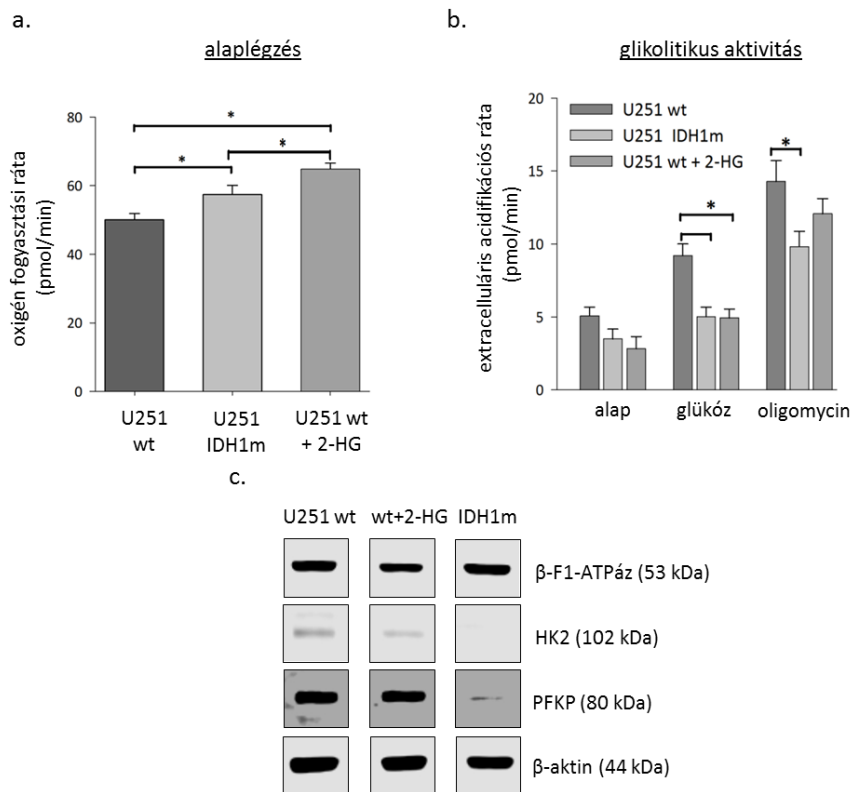 a.
alaplégzés
oxigén fogyasztási ráta
(pmol/min)
80
60
40
20
0
*
*
*
U251
wt
U251
IDH1m
U251 wt
+ 2-HG
b.
glikolitikus aktivitás
extracelluláris acidifikációs ráta
(pmol/min)
20
15
10
5
0
U251 wt
U251 IDH1m
U251 wt + 2-HG
*
*
alap
glükóz
oligomycin
c.
U251 wt wt+2-HG IDH1m
β-F1-ATPáz (53 kDa)
HK2 (102 kDa)
PFKP (80 kDa)
β-aktin (44 kDa)